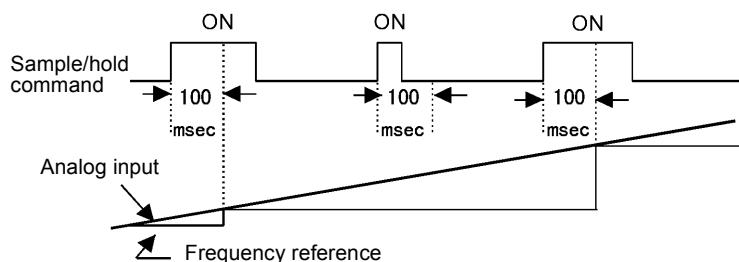 ON ON ON
Sample/hold
command
100 100 100
msec msec msec
Analog input
Frequency reference